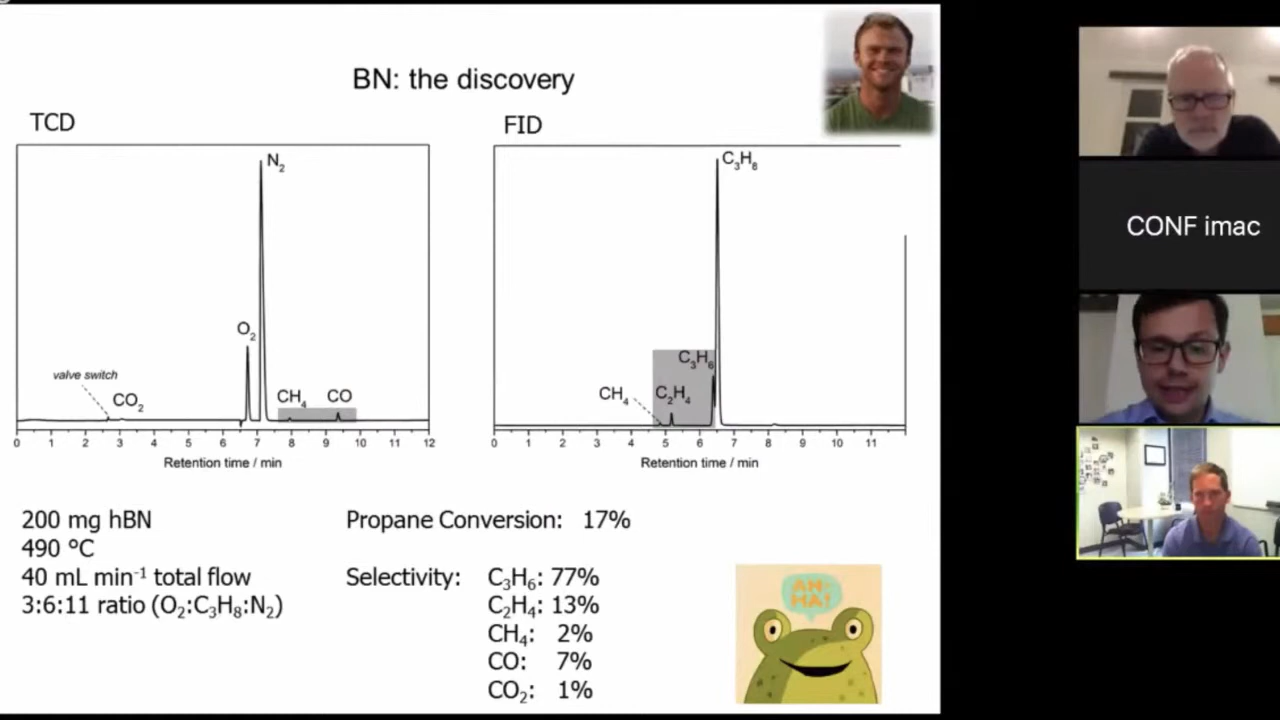 BN: the discovery
TCD
N₂
O₂
valve switch
CO₂
CH₄
CO
0 1 2 3 4 5 6 7 8 9 10 11 12
Retention time / min
FID
C₃H₈
C₃H₆
CH₄
C₂H₄
0 1 2 3 4 5 6 7 8 9 10 11
Retention time / min
200 mg hBN
490 °C
40 mL min⁻¹ total flow
3:6:11 ratio (O₂:C₃H₈:N₂)
Propane Conversion: 17%
Selectivity: C₃H₆: 77%
C₂H₄: 13%
CH₄: 2%
CO: 7%
CO₂: 1%
AN-
HA!
CONF imac